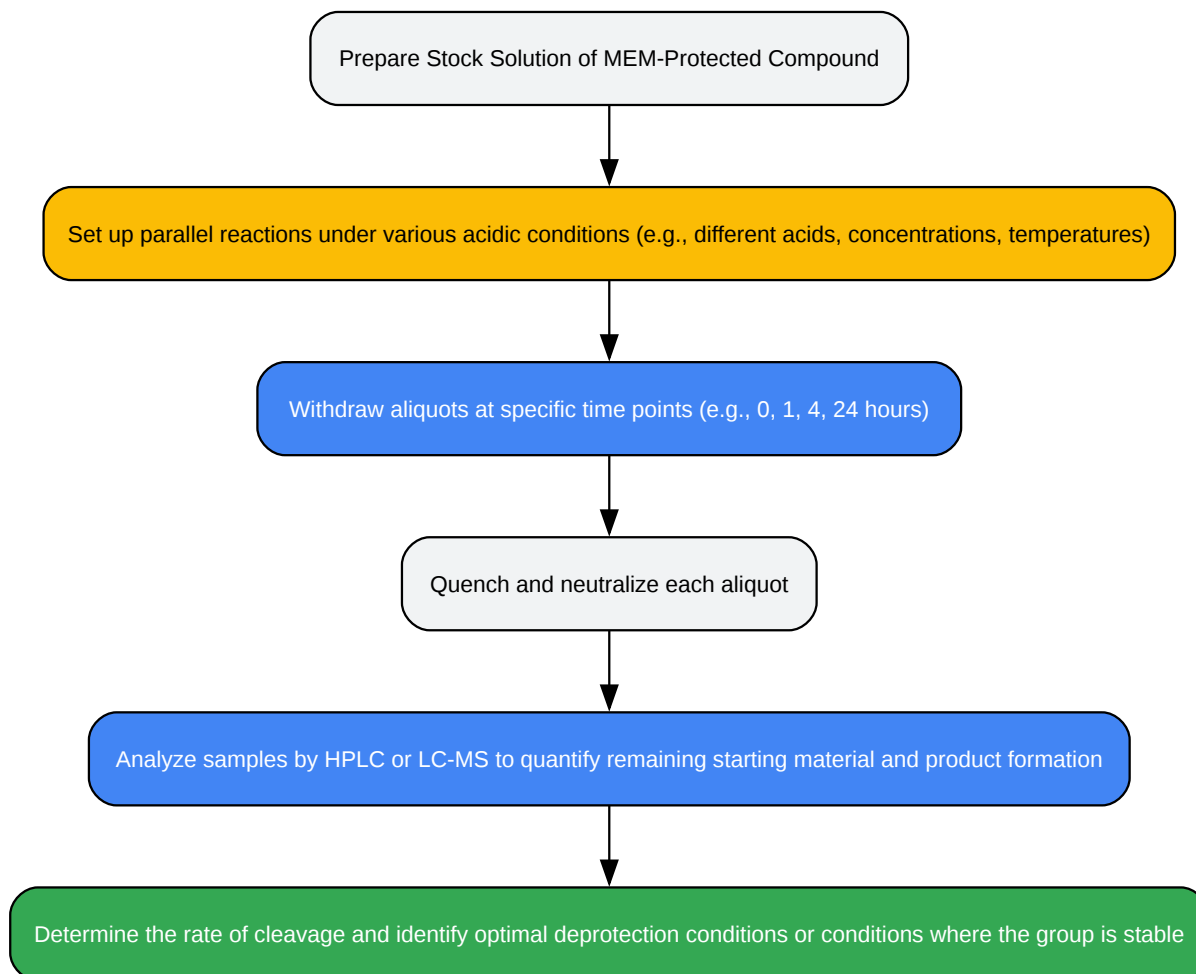 Prepare Stock Solution of MEM-Protected Compound
Set up parallel reactions under various acidic conditions (e.g., different acids, concentrations, temperatures)
Withdraw aliquots at specific time points (e.g., 0, 1, 4, 24 hours)
Quench and neutralize each aliquot
Analyze samples by HPLC or LC-MS to quantify remaining starting material and product formation
Determine the rate of cleavage and identify optimal deprotection conditions or conditions where the group is stable